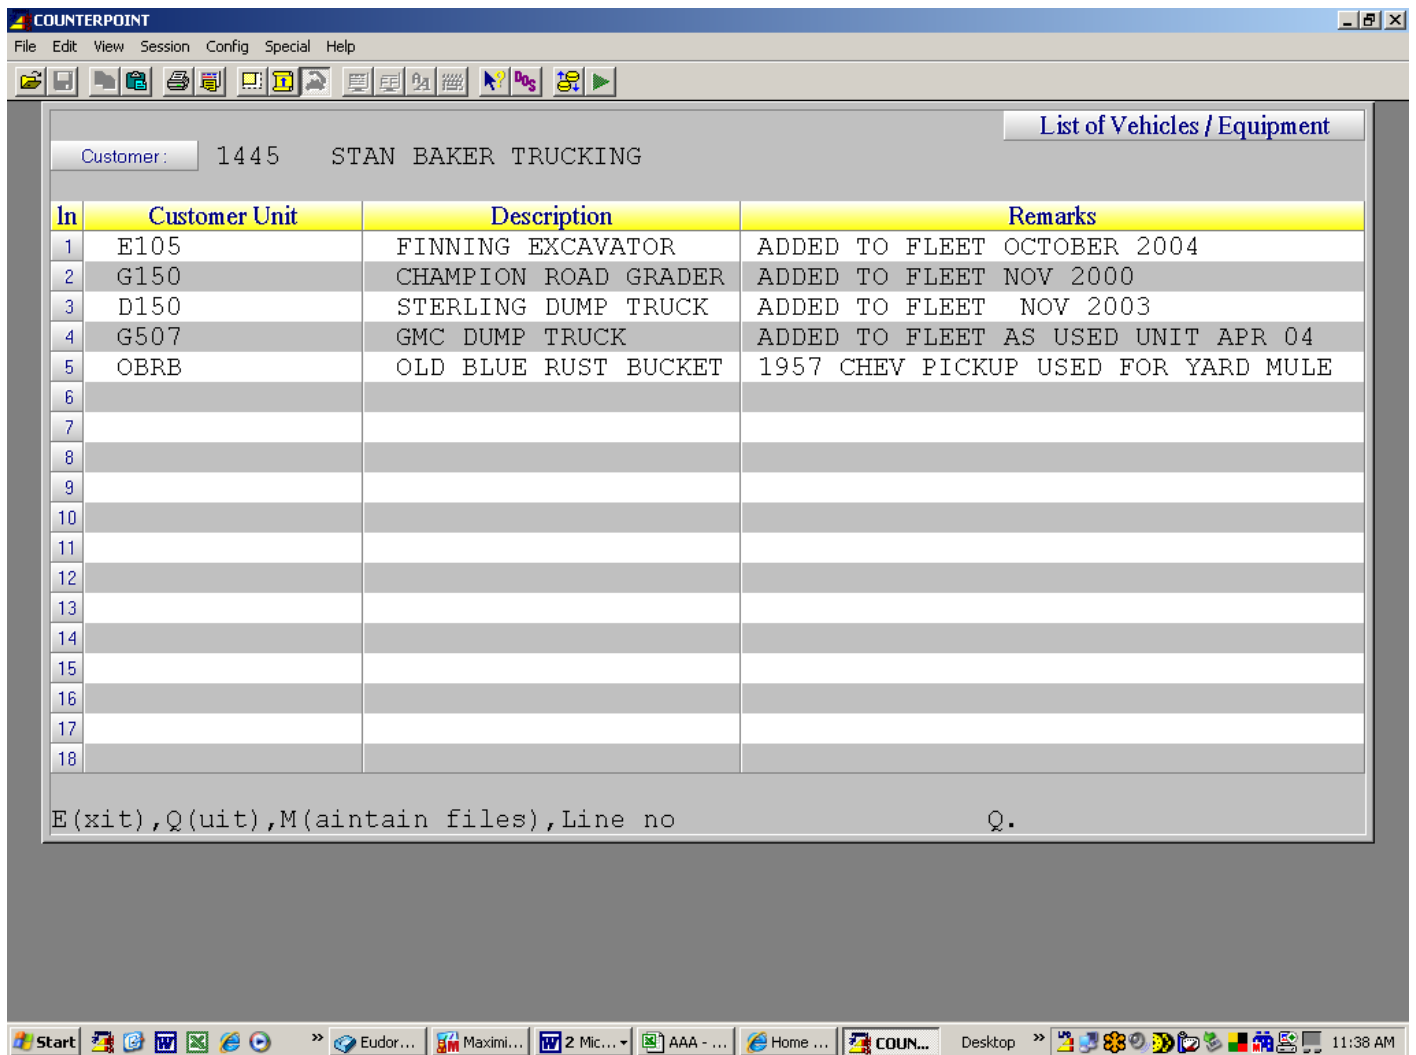 COUNTERPOINT
File Edit View Session Config Special Help
DOS
List of Vehicles / Equipment
Customer: 1445 STAN BAKER TRUCKING
ln Customer Unit Description Remarks
1 E105 FINNING EXCAVATOR ADDED TO FLEET OCTOBER 2004
2 G150 CHAMPION ROAD GRADER ADDED TO FLEET NOV 2000
3 D150 STERLING DUMP TRUCK ADDED TO FLEET NOV 2003
4 G507 GMC DUMP TRUCK ADDED TO FLEET AS USED UNIT APR 04
5 OBRB OLD BLUE RUST BUCKET 1957 CHEV PICKUP USED FOR YARD MULE
6
7
8
9
10
11
12
13
14
15
16
17
18
E(xit),Q(uit),M(aintain files),Line no Q.
Start » Eudor... Maximi... 2 Mic... AAA - ... Home ... COUN... Desktop » 11:38 AM